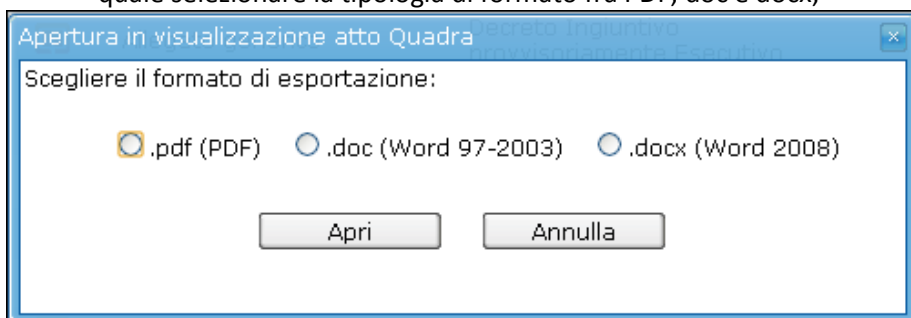 quale selezionare la tipologia di formato fra PDF, doc e docx;
Apertura in visualizzazione atto Quadra
Decreto Ingiuntivo
provvisoriamente Esecutivo
Scegliere il formato di esportazione:
.pdf (PDF) .doc (Word 97-2003) .docx (Word 2008)
Apri Annulla